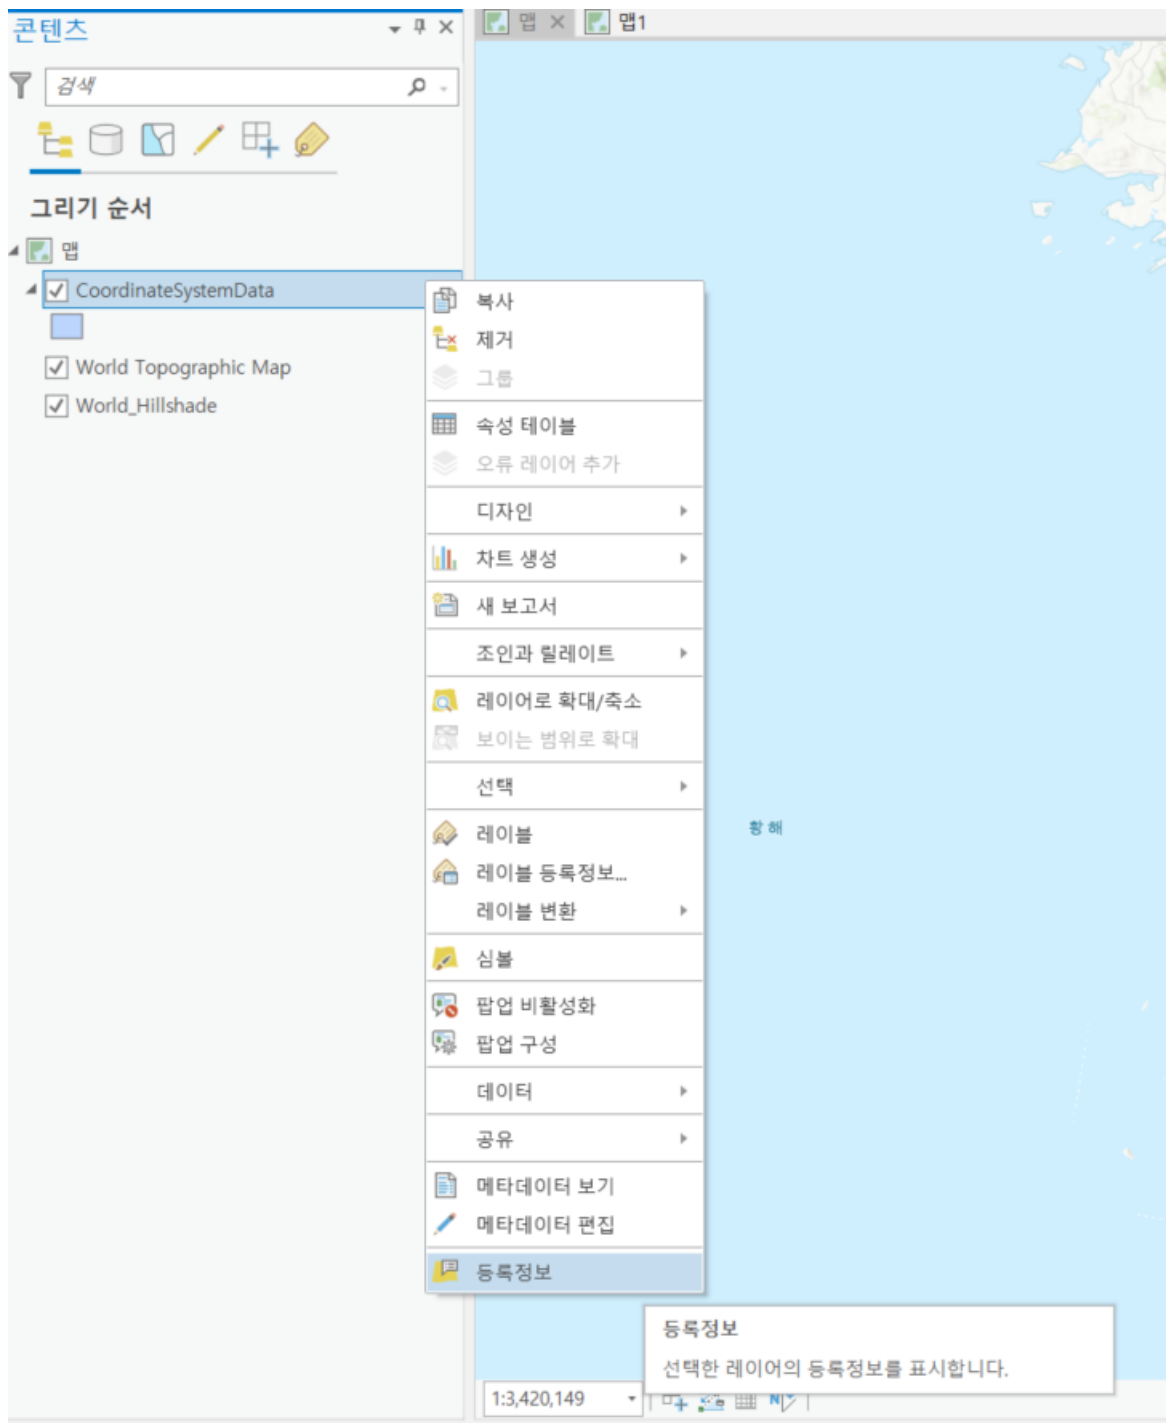 콘텐츠
맵
맵1
검색
그리기 순서
맵
CoordinateSystemData
World Topographic Map
World_Hillshade
복사
제거
그룹
속성 테이블
오류 레이어 추가
디자인
차트 생성
새 보고서
조인과 릴레이트
레이어로 확대/축소
보이는 범위로 확대
선택
레이블
레이블 등록정보...
레이블 변환
심볼
팝업 비활성화
팝업 구성
데이터
공유
메타데이터 보기
메타데이터 편집
등록정보
황 해
등록정보
선택한 레이어의 등록정보를 표시합니다.
1:3,420,149
N